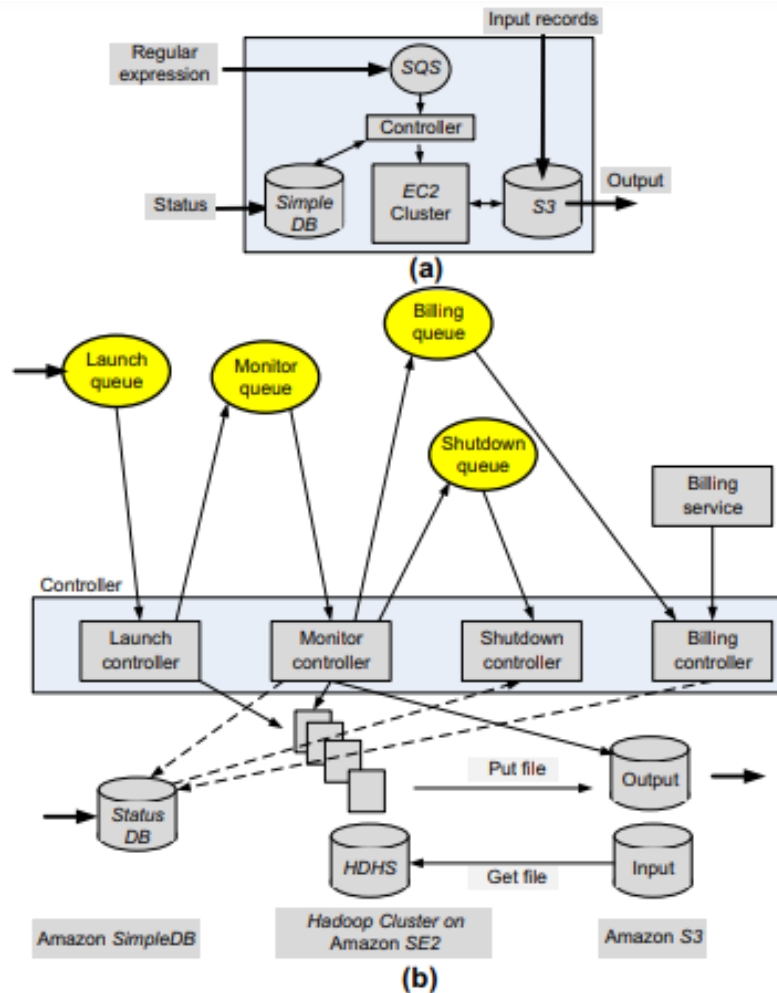 Input records
Regular
expression
SQS
Controller
Status
Simple
DB
EC2
Cluster
S3
Output
(a)
Billing
queue
Launch
queue
Monitor
queue
Shutdown
queue
Billing
service
Controller
Launch
controller
Monitor
controller
Shutdown
controller
Billing
controller
Put file
Output
Status
DB
HDHS
Get file
Input
Amazon SimpleDB
Hadoop Cluster on
Amazon SE2
Amazon S3
(b)